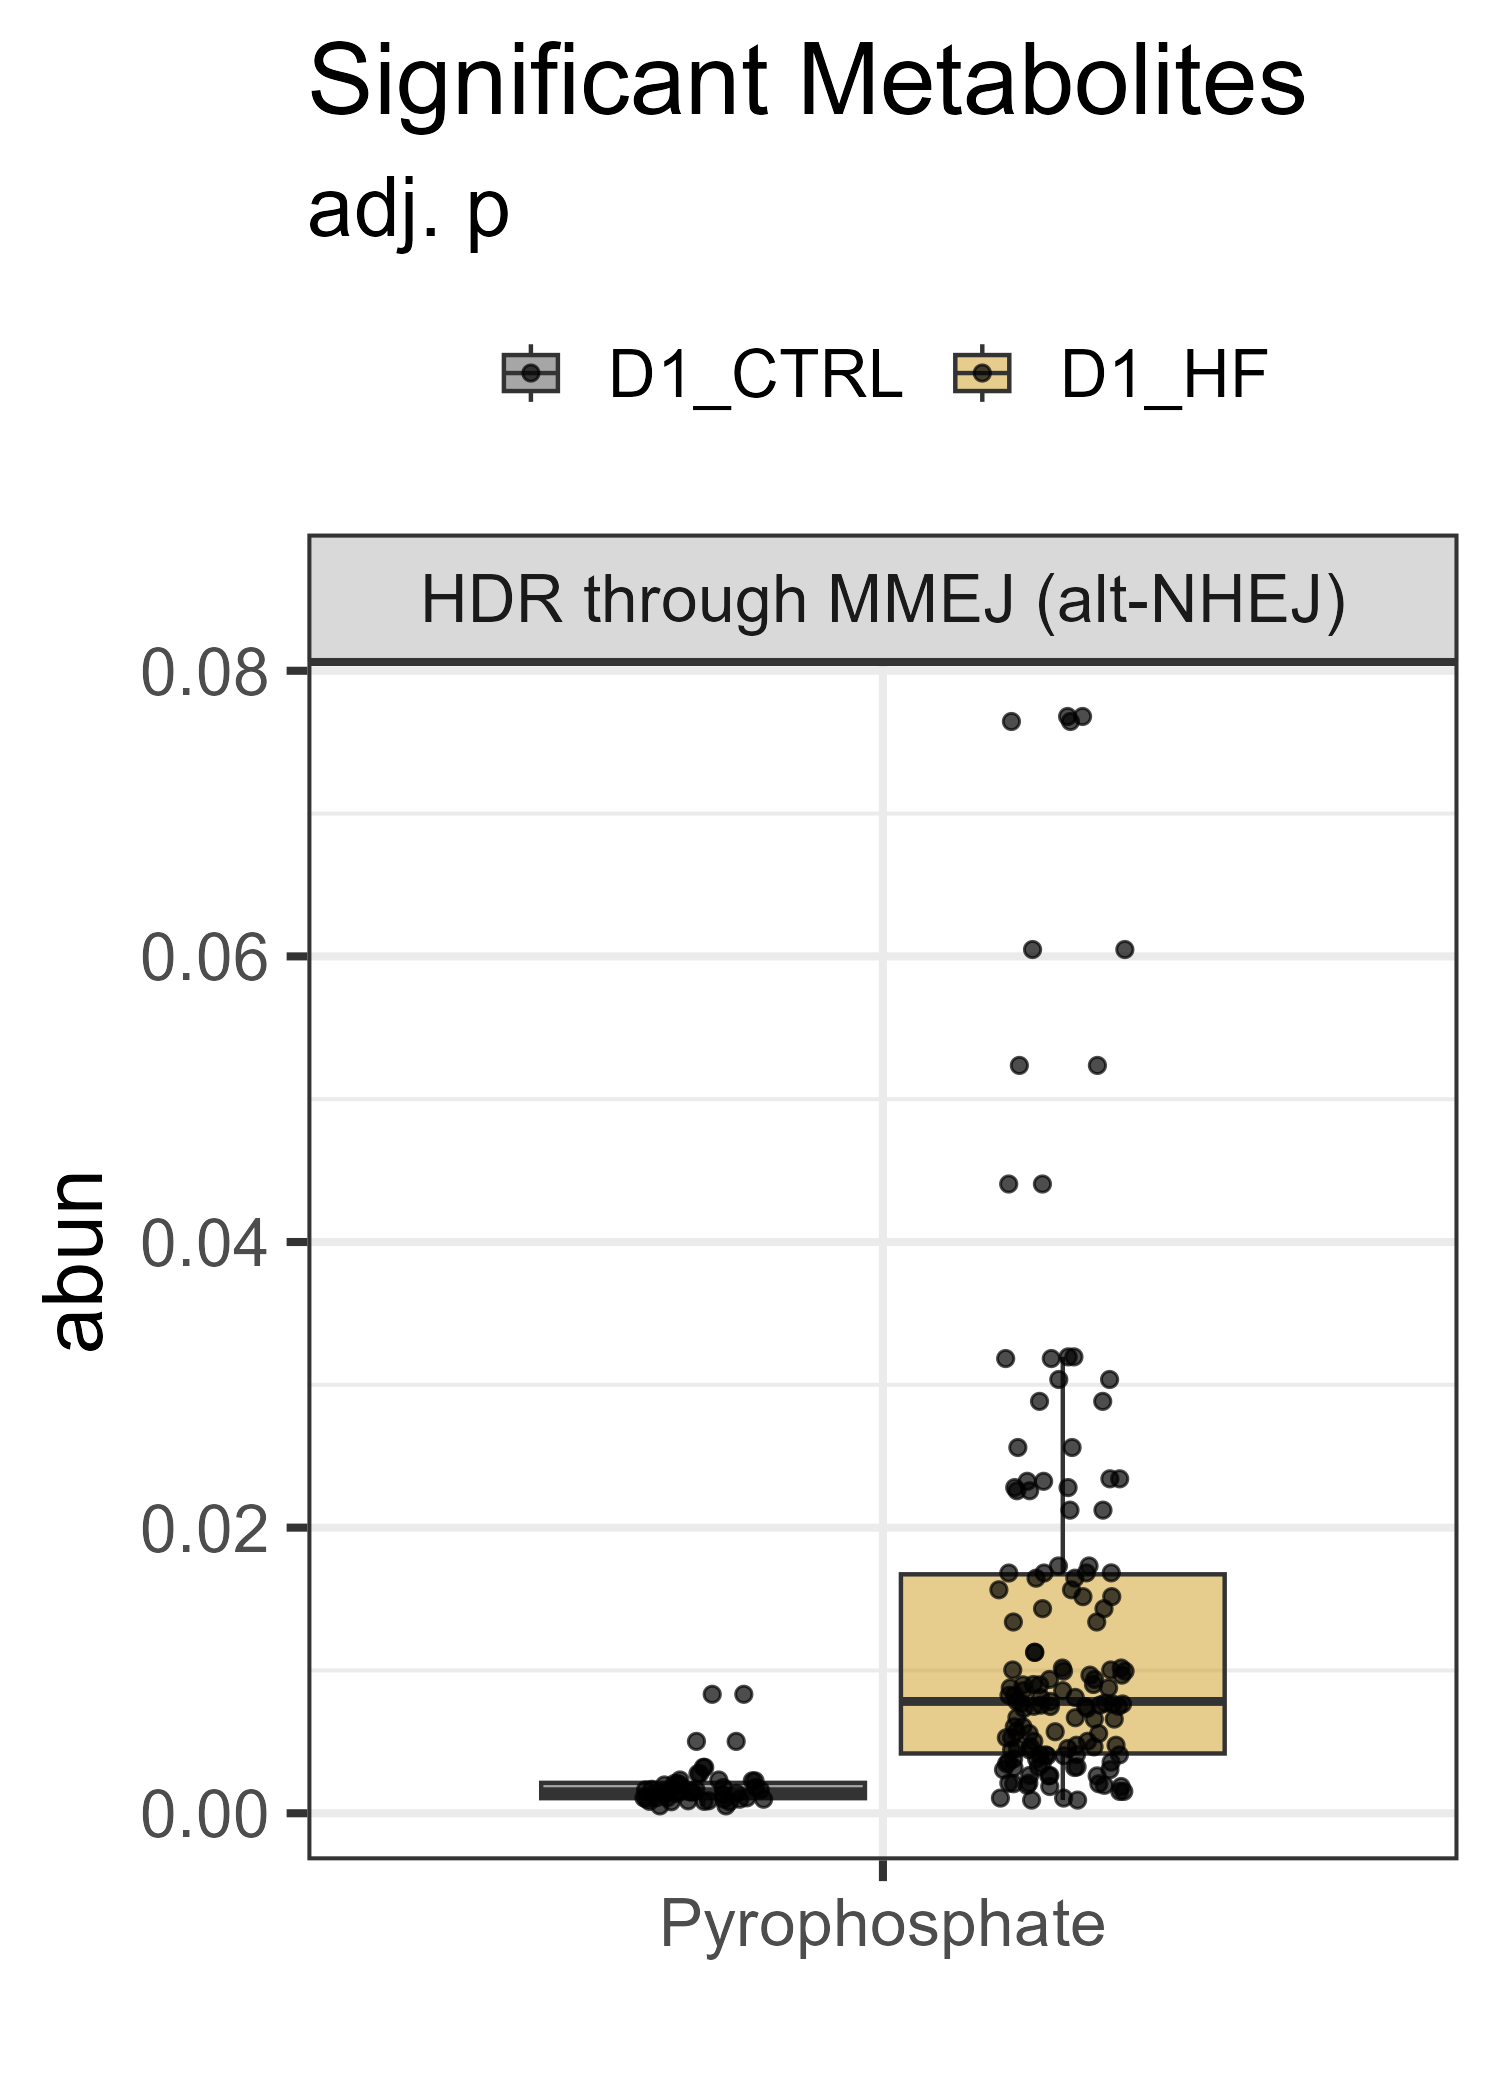 Significant Metabolites
adj. p
D1_CTRL D1_HF
HDR through MMEJ (alt-NHEJ)
0.08
0.06
0.04
0.02
0.00
abun
Pyrophosphate